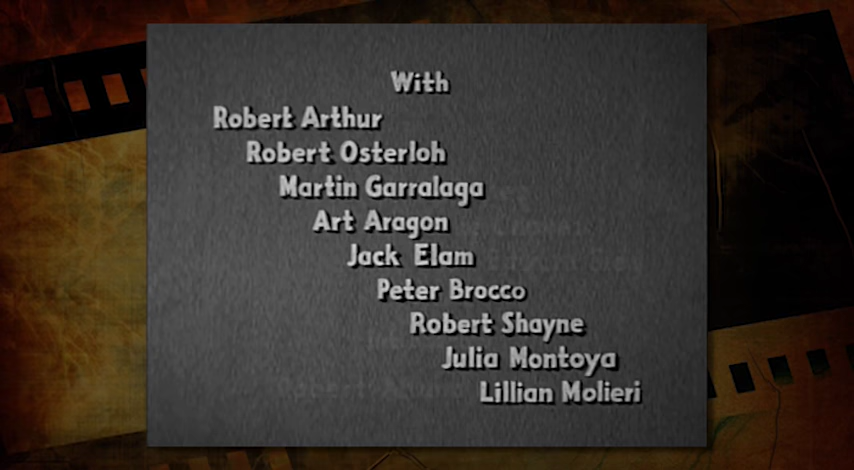 With
Robert Arthur
Robert Osterloh
Martin Garralaga
Art Aragon
Jack Elam
Peter Brocco
Robert Shayne
Julia Montoya
Lillian Molieri